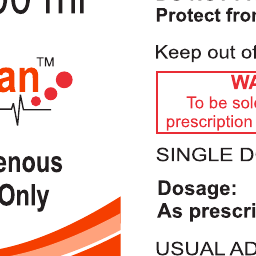 00 ml
an™
enous
Only
Protect from
Keep out of
WA
To be sol
prescription
SINGLE D
Dosage:
As prescri
USUAL AD